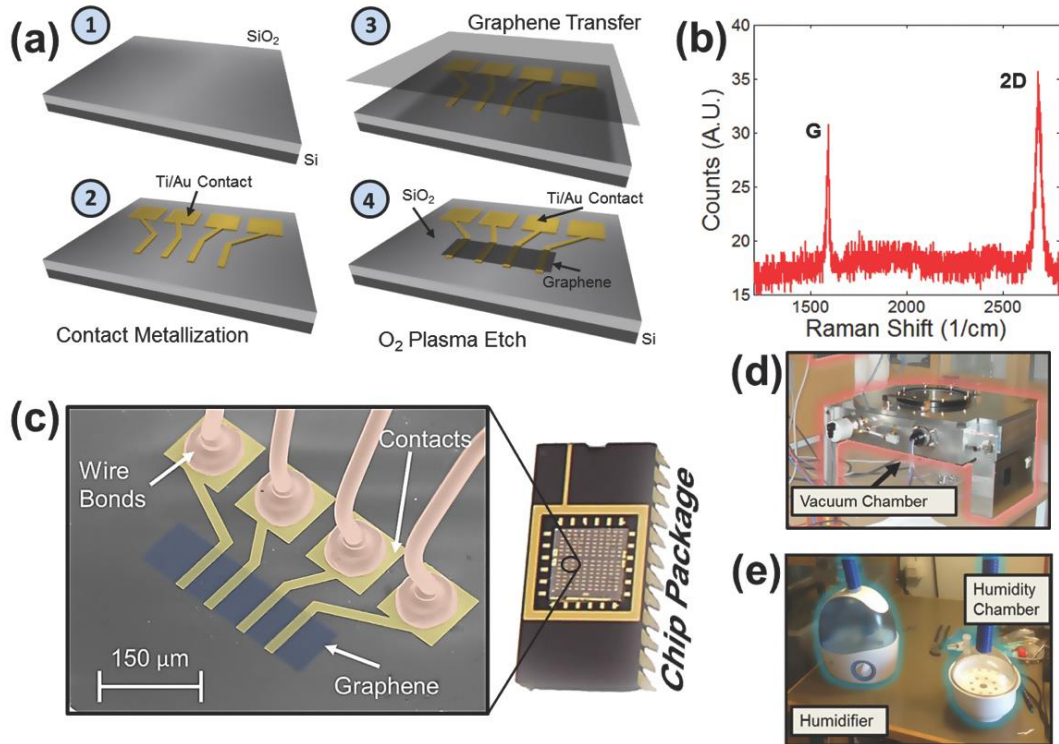 (a)
1
SiO₂
Si
2
Ti/Au Contact
Contact Metallization
3
Graphene Transfer
4
SiO₂
Ti/Au Contact
Graphene
Si
O₂ Plasma Etch
(b)
Counts (A.U.)
40
35
30
25
20
15
G
2D
1500
2000
2500
Raman Shift (1/cm)
(c)
Wire
Bonds
Contacts
150 µm
Graphene
Chip Package
(d)
Vacuum Chamber
(e)
Humidity
Chamber
Humidifier